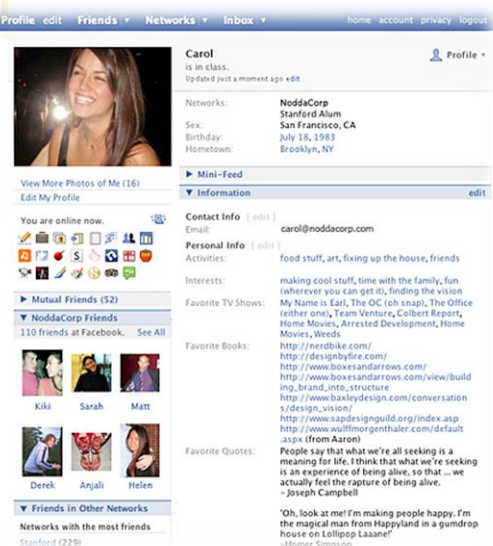 Profile edit Friends Networks Inbox home account privacy logout
Carol
is in class.
Updated just a moment ago edit
Profile
Networks: NoddaCorp
Stanford Alum
Sex: San Francisco, CA
Birthday: July 18, 1983
Hometown: Brooklyn, NY
Mini-Feed
Information edit
Contact Info [ edit ]
Email: carol@noddacorp.com
Personal Info [ edit ]
Activities: food stuff, art, fixing up the house, friends
Interests: making cool stuff, time with the family, fun
(wherever you can get it), finding the vision
Favorite TV Shows: My Name is Earl, The OC (oh snap), The Office
(either one), Team Venture, Colbert Report,
Home Movies, Arrested Development, Home
Movies, Weeds
Favorite Books: http://nerdbike.com/
http://designbyfire.com/
http://www.boxesandarrows.com/
http://www.boxesandarrows.com/view/build
ing_brand_into_structure
http://www.baxleydesign.com/conversation
s/design_vision/
http://www.sapdesignguild.org/index.asp
http://www.wulffmorgenthaler.com/default
.aspx (from Aaron)
Favorite Quotes: People say that what we're all seeking is a
meaning for life. I think that what we're seeking
is an experience of being alive, so that ... we
actually feel the rapture of being alive.
- Joseph Campbell
'Oh, look at me! I'm making people happy. I'm
the magical man from Happyland in a gumdrop
house on Lollipop Laaane!'
-Homer Simpson
View More Photos of Me (16)
Edit My Profile
You are online now.
Mutual Friends (52)
NoddaCorp Friends
110 friends at Facebook. See All
Kiki Sarah Matt
Derek Anjali Helen
Friends in Other Networks
Networks with the most friends
Stanford (229)